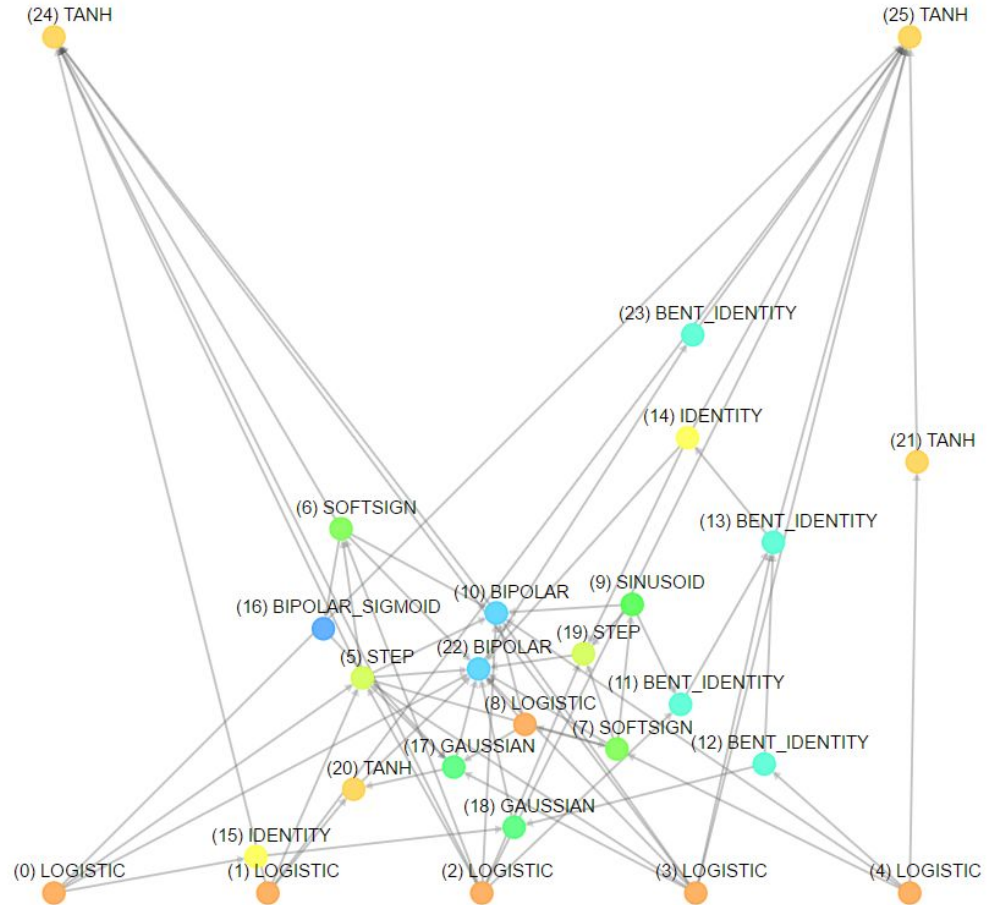 (24) TANH
(25) TANH
(23) BENT_IDENTITY
(14) IDENTITY
(21) TANH
(6) SOFTSIGN
(13) BENT_IDENTITY
(9) SINUSOID
(10) BIPOLAR
(16) BIPOLAR_SIGMOID
(19) STEP
(22) BIPOLAR
(5) STEP
(11) BENT_IDENTITY
(8) LOGISTIC
(7) SOFTSIGN
(12) BENT_IDENTITY
(17) GAUSSIAN
(20) TANH
(18) GAUSSIAN
(15) IDENTITY
(0) LOGISTIC
(1) LOGISTIC
(2) LOGISTIC
(3) LOGISTIC
(4) LOGISTIC